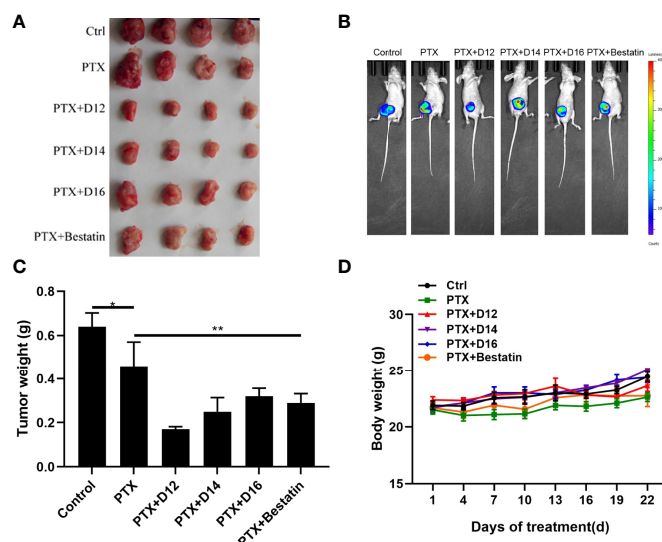 A
Ctrl
PTX
PTX+D12
PTX+D14
PTX+D16
PTX+Bestatin
B
Control
PTX
PTX+D12
PTX+D14
PTX+D16
PTX+Bestatin
Counts
C
Tumor weight (g)
0.8
0.6
0.4
0.2
0.0
*
**
Control
PTX
PTX+D12
PTX+D14
PTX+D16
PTX+Bestatin
D
Ctrl
PTX
PTX+D12
PTX+D14
PTX+D16
PTX+Bestatin
Body weight (g)
30
25
20
15
1 4 7 10 13 16 19 22
Days of treatment(d)